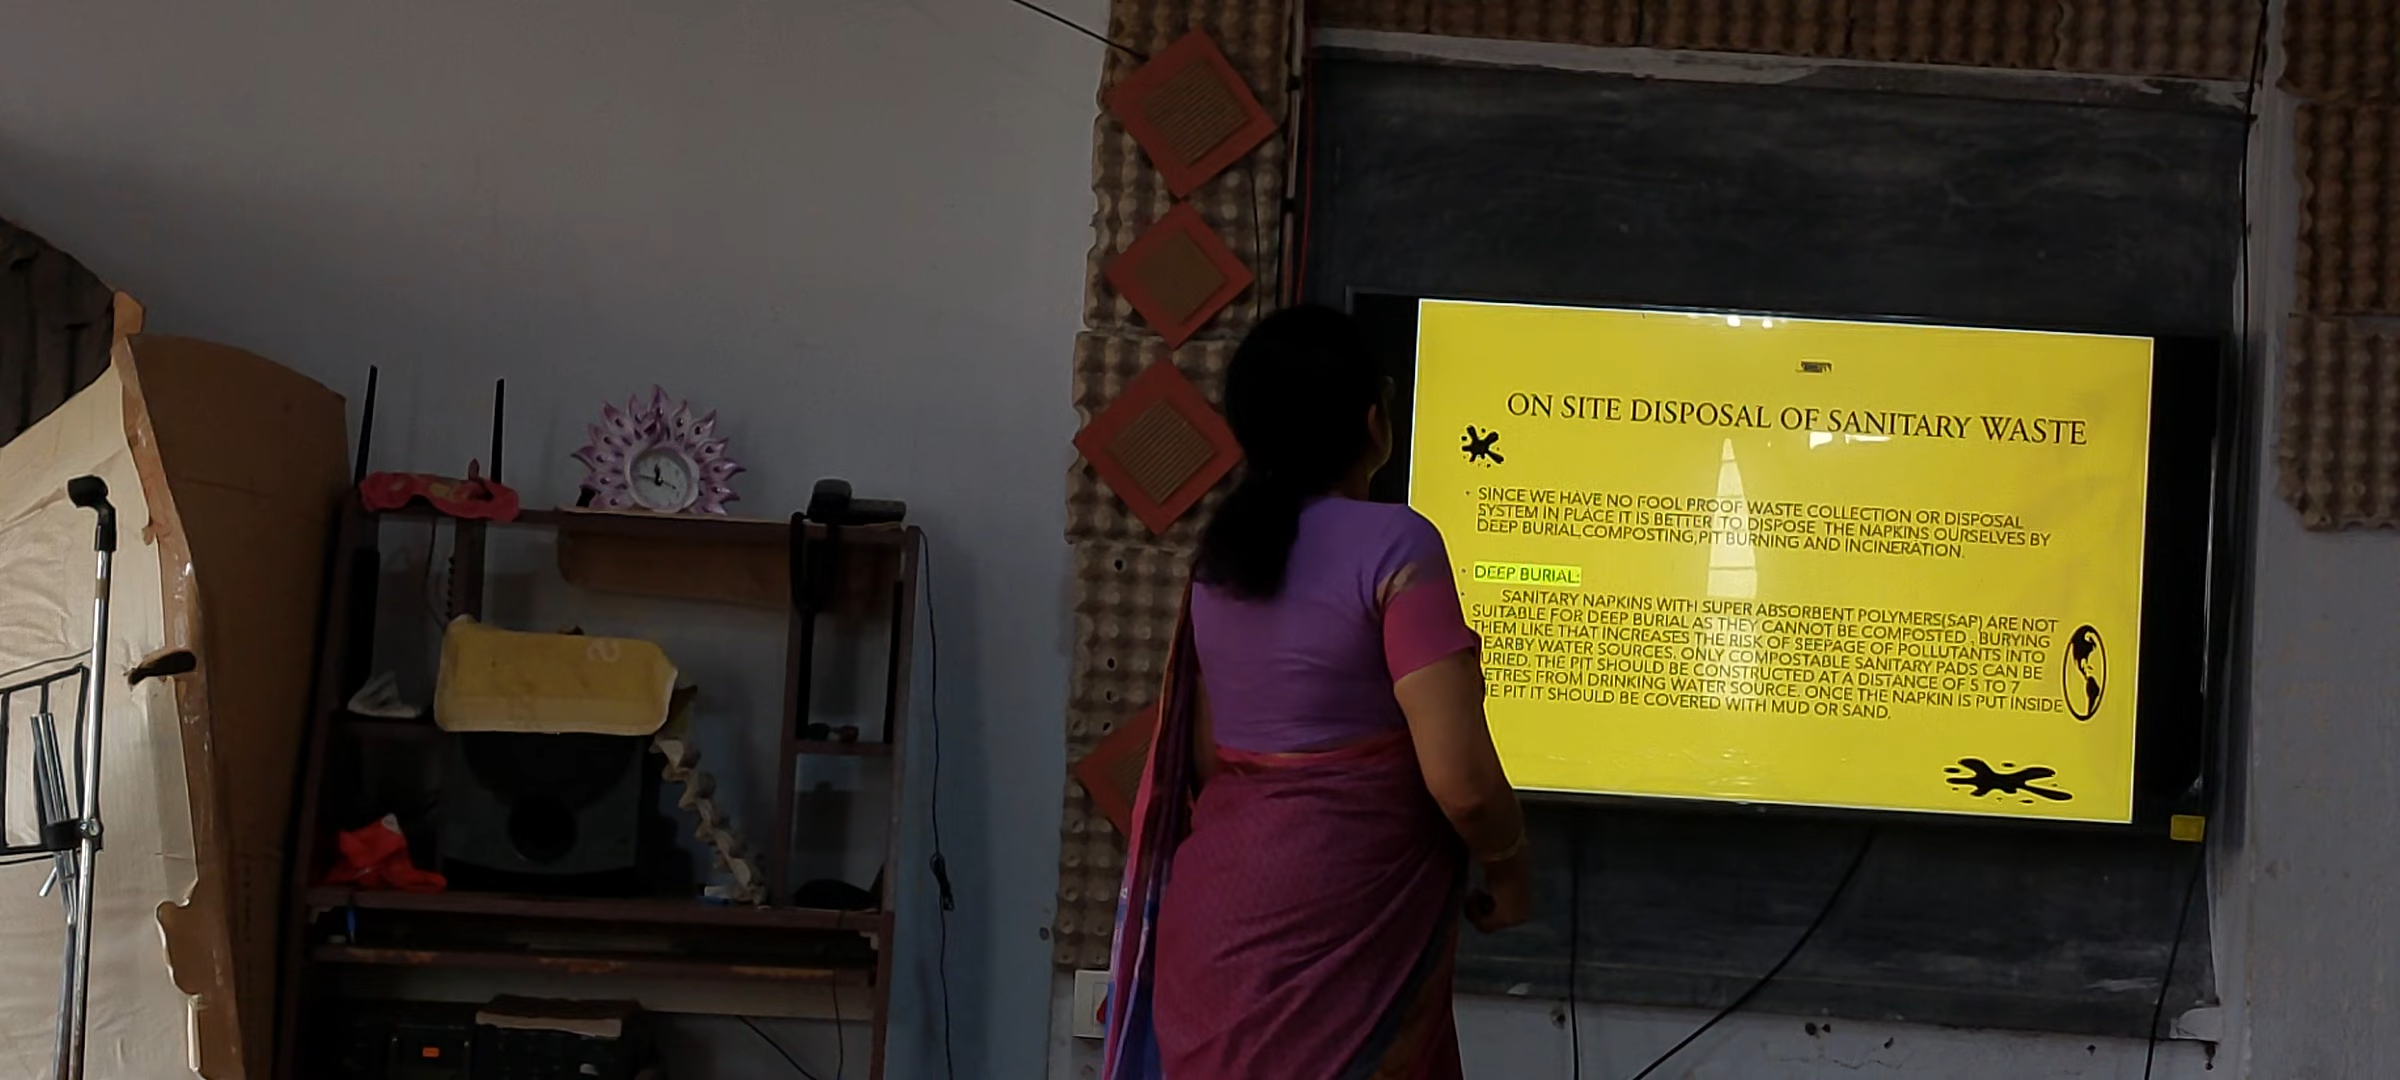 ON SITE DISPOSAL OF SANITARY WASTE
• SINCE WE HAVE NO FOOL PROOF WASTE COLLECTION OR DISPOSAL
SYSTEM IN PLACE IT IS BETTER TO DISPOSE THE NAPKINS OURSELVES BY
DEEP BURIAL,COMPOSTING,PIT BURNING AND INCINERATION.
• DEEP BURIAL:
• SANITARY NAPKINS WITH SUPER ABSORBENT POLYMERS(SAP) ARE NOT
SUITABLE FOR DEEP BURIAL AS THEY CANNOT BE COMPOSTED . BURYING
THEM LIKE THAT INCREASES THE RISK OF SEEPAGE OF POLLUTANTS INTO
EARBY WATER SOURCES. ONLY COMPOSTABLE SANITARY PADS CAN BE
URIED. THE PIT SHOULD BE CONSTRUCTED AT A DISTANCE OF 5 TO 7
ETRES FROM DRINKING WATER SOURCE. ONCE THE NAPKIN IS PUT INSIDE
HE PIT IT SHOULD BE COVERED WITH MUD OR SAND.